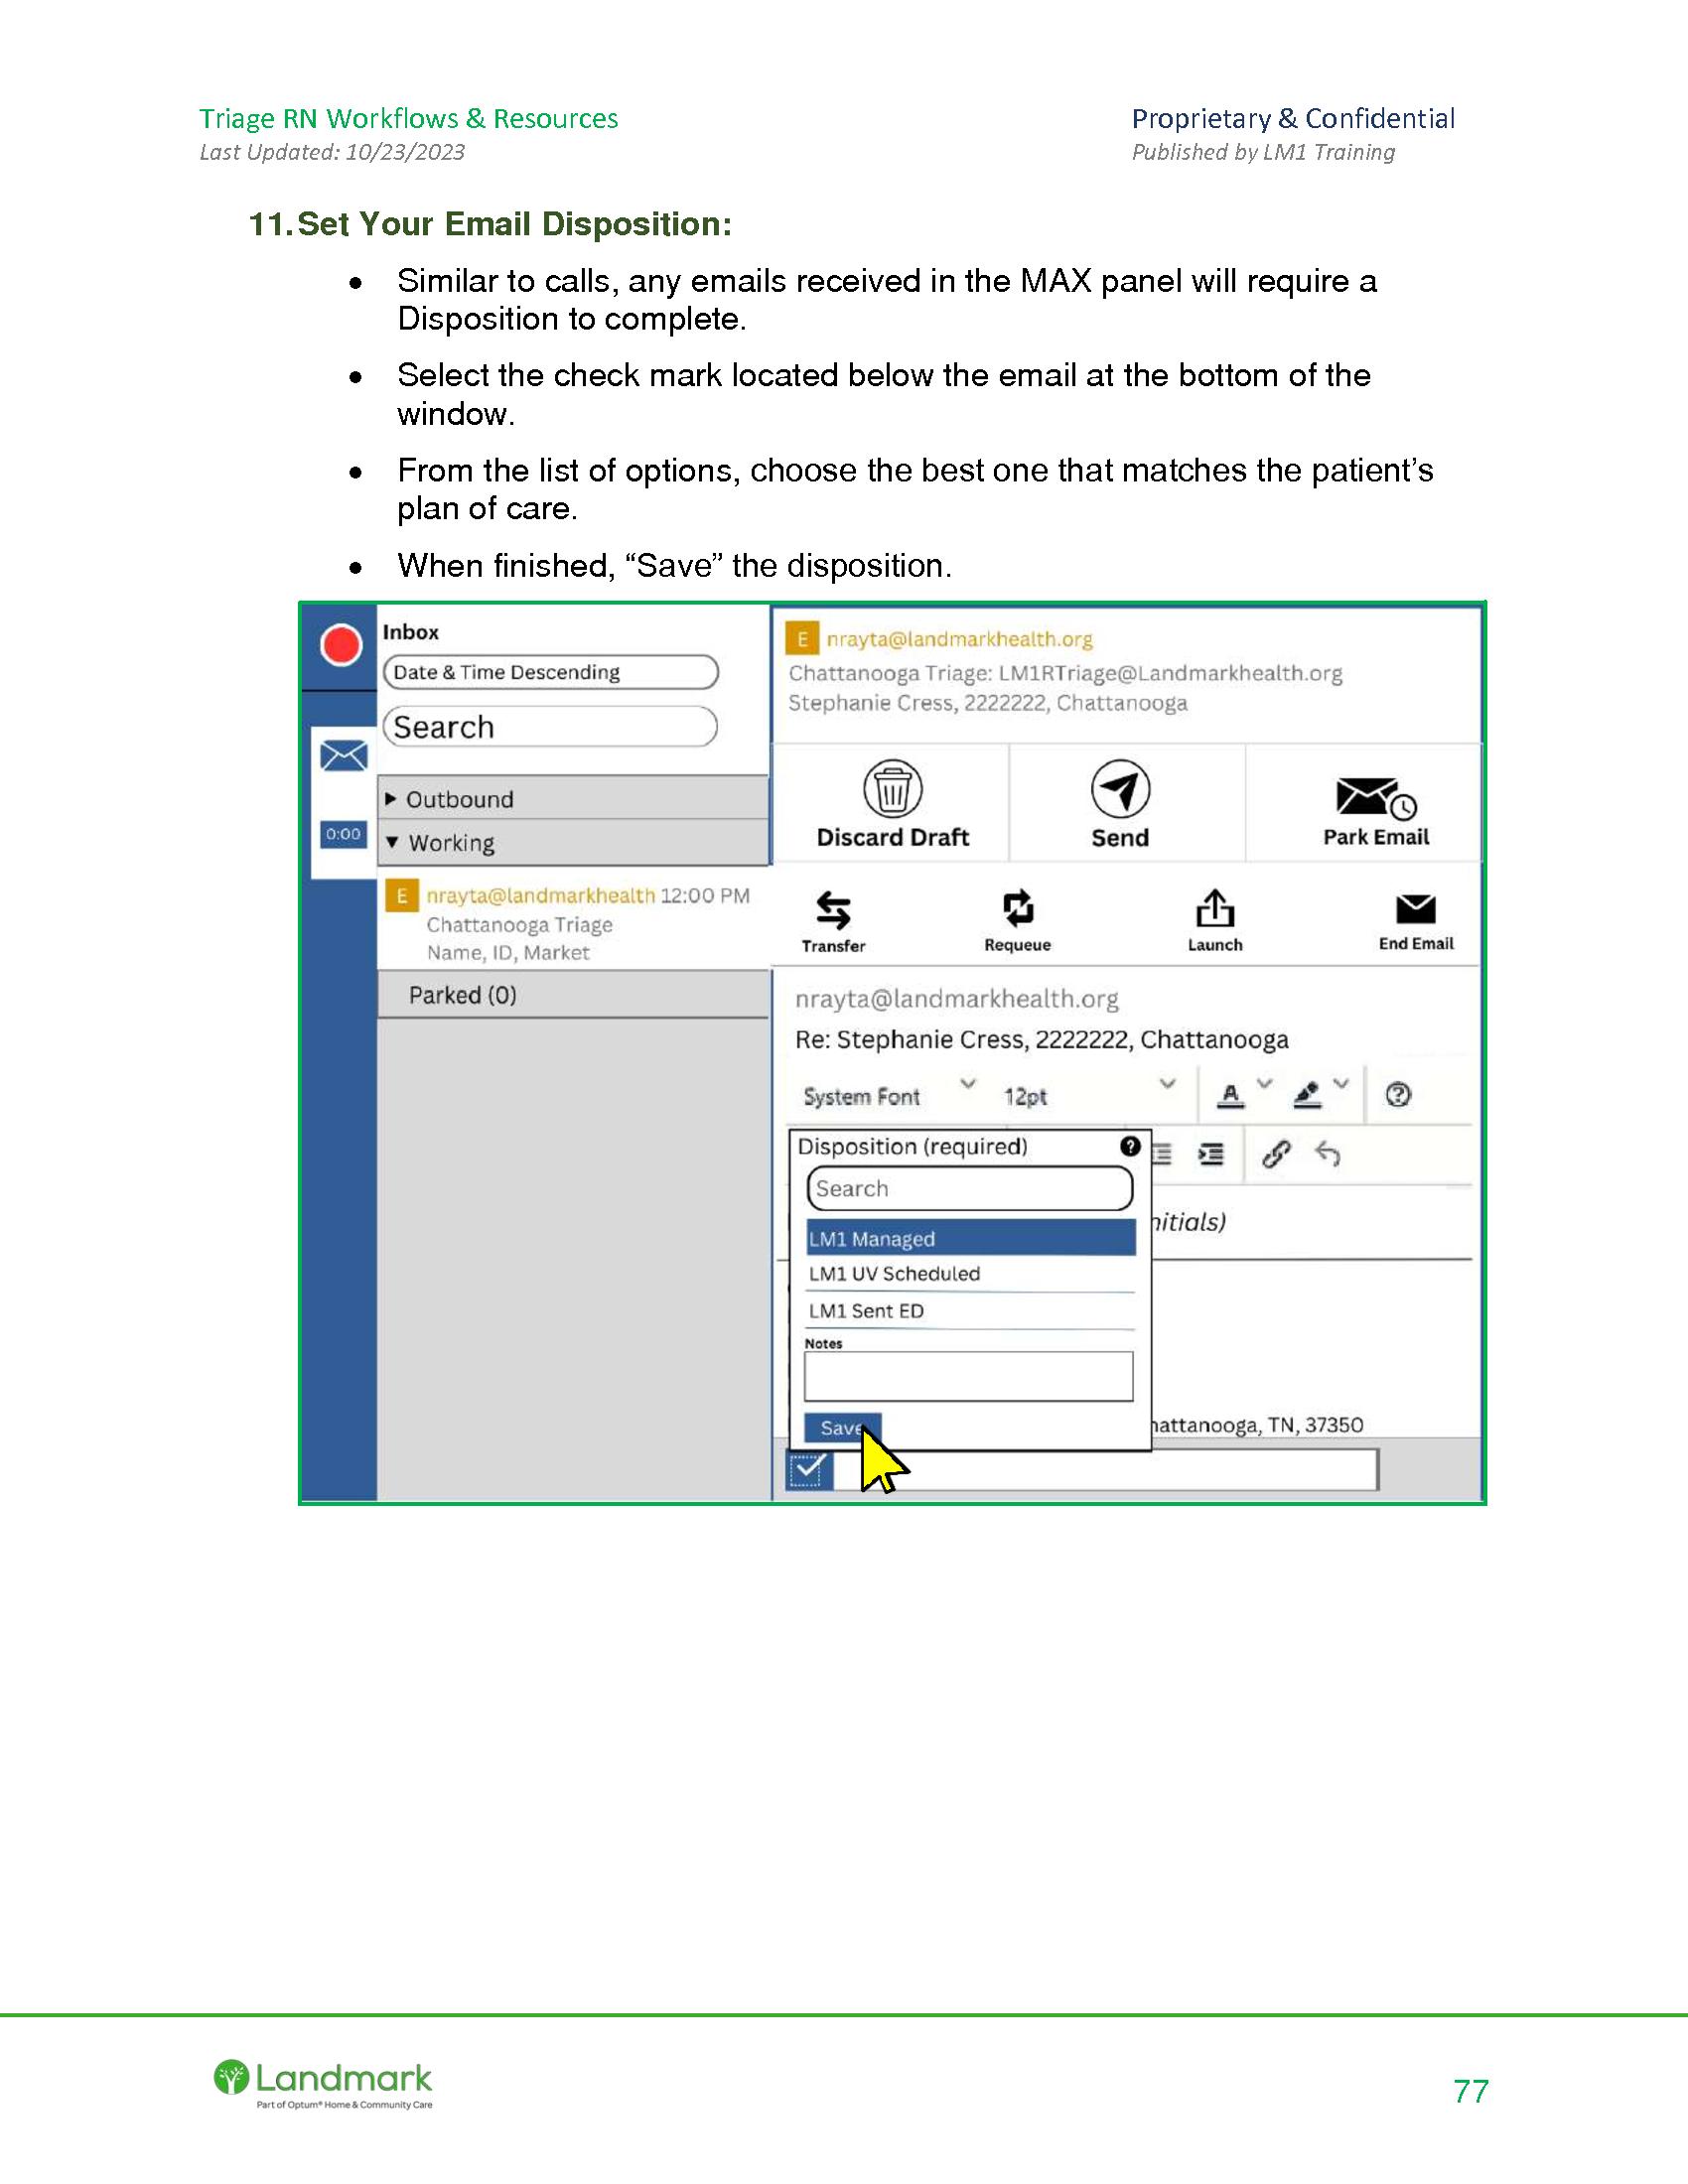 Triage RN Workflows & Resources
Last Updated: 10/23/2023
Proprietary & Confidential
Published by LM1 Training
11. Set Your Email Disposition:
• Similar to calls, any emails received in the MAX panel will require a
Disposition to complete.
• Select the check mark located below the email at the bottom of the
window.
• From the list of options, choose the best one that matches the patient’s
plan of care.
• When finished, “Save” the disposition.
Inbox
Date & Time Descending
Search
0:00
Outbound
Working
E nrayta@landmarkhealth 12:00 PM
Chattanooga Triage
Name, ID, Market
Parked (0)
E nrayta@landmarkhealth.org
Chattanooga Triage: LM1RTriage@Landmarkhealth.org
Stephanie Cress, 2222222, Chattanooga
Discard Draft
Send
Park Email
Transfer
Requeue
Launch
End Email
nrayta@landmarkhealth.org
Re: Stephanie Cress, 2222222, Chattanooga
System Font 12pt A
Disposition (required)
Search
nitials)
LM1 Managed
LM1 UV Scheduled
LM1 Sent ED
Notes
Save
hattanooga, TN, 37350
Landmark
Part of Optum® Home & Community Care
77